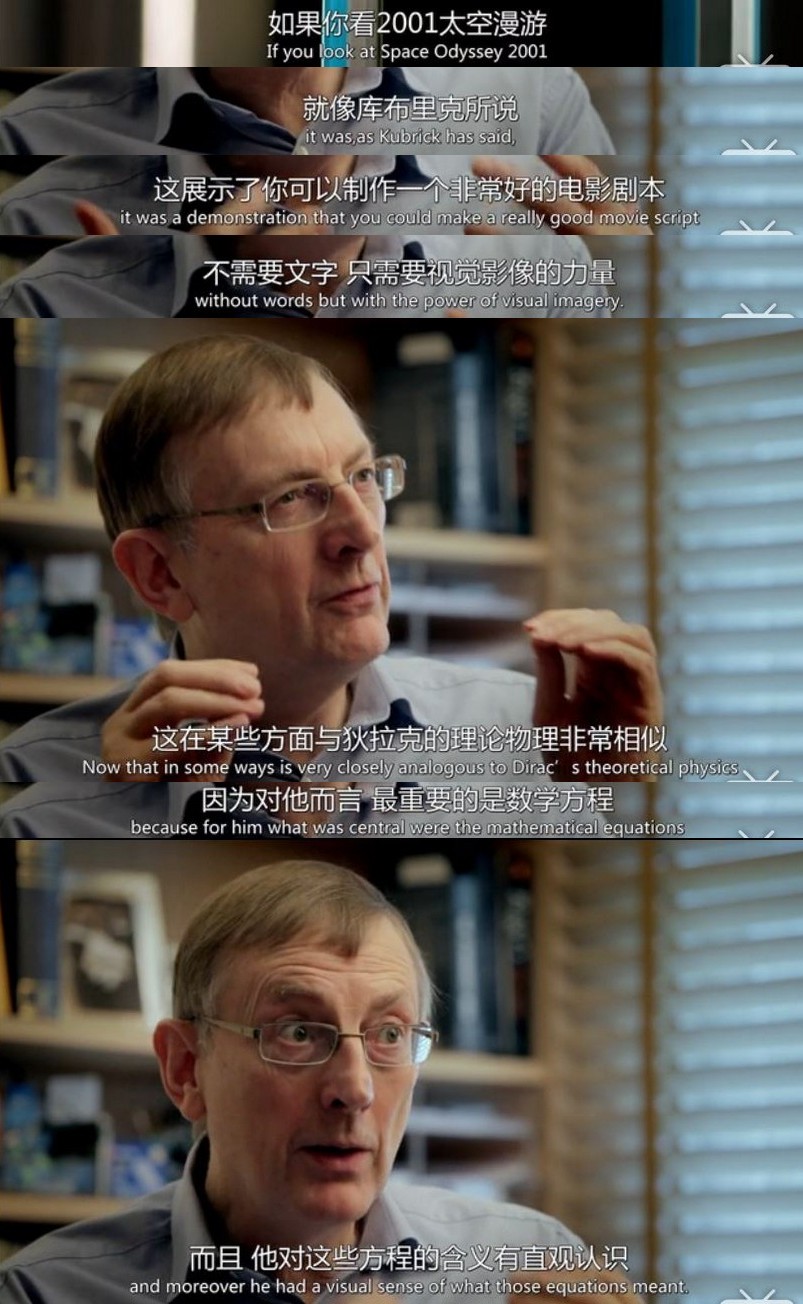 如果你看2001太空漫游
If you look at Space Odyssey 2001
就像库布里克所说
it was,as Kubrick has said,
这展示了你可以制作一个非常好的电影剧本
it was a demonstration that you could make a really good movie script
不需要文字 只需要视觉影像的力量
without words but with the power of visual imagery.
这在某些方面与狄拉克的理论物理非常相似
Now that in some ways is very closely analogous to Dirac's theoretical physics
因为对他而言 最重要的是数学方程
because for him what was central were the mathematical equations
而且 他对这些方程的含义有直观认识
and moreover he had a visual sense of what those equations meant.